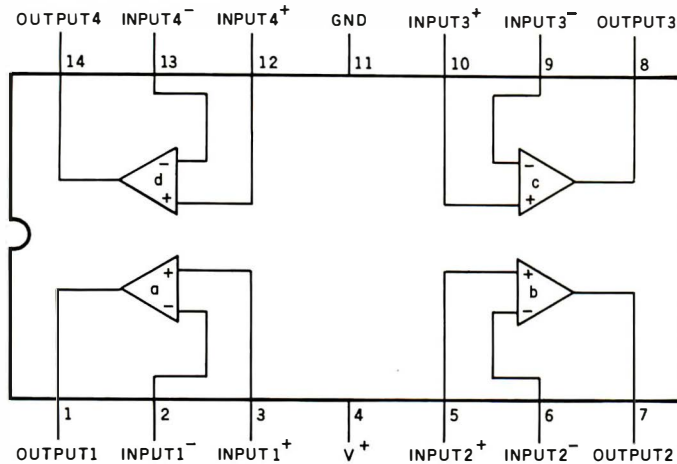 OUTPUT4 INPUT4⁻ INPUT4⁺ GND INPUT3⁺ INPUT3⁻ OUTPUT3
14 13 12 11 10 9 8
− −
d c
+ +
+ +
a b
− −
1 2 3 4 5 6 7
OUTPUT1 INPUT1⁻ INPUT1⁺ V⁺ INPUT2⁺ INPUT2⁻ OUTPUT2